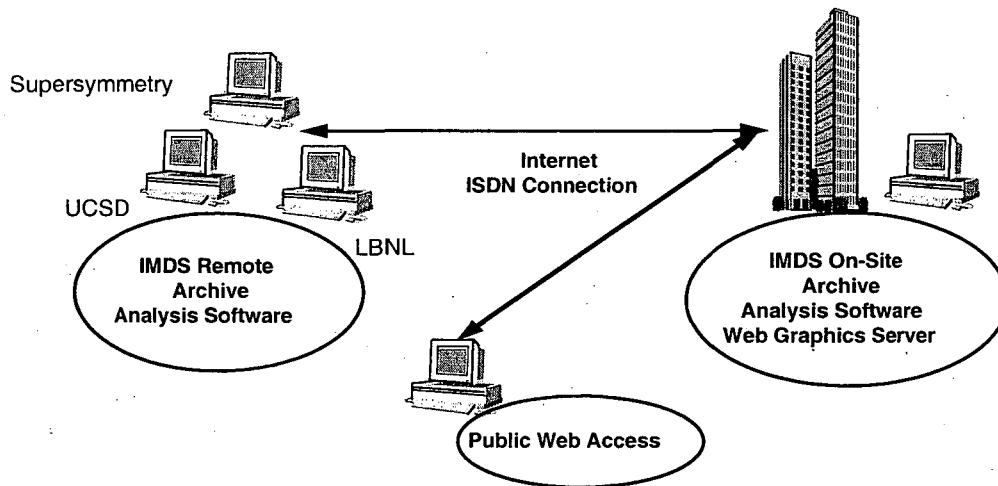 Supersymmetry
UCSD
LBNL
IMDS Remote
Archive
Analysis Software
Internet
ISDN Connection
IMDS On-Site
Archive
Analysis Software
Web Graphics Server
Public Web Access